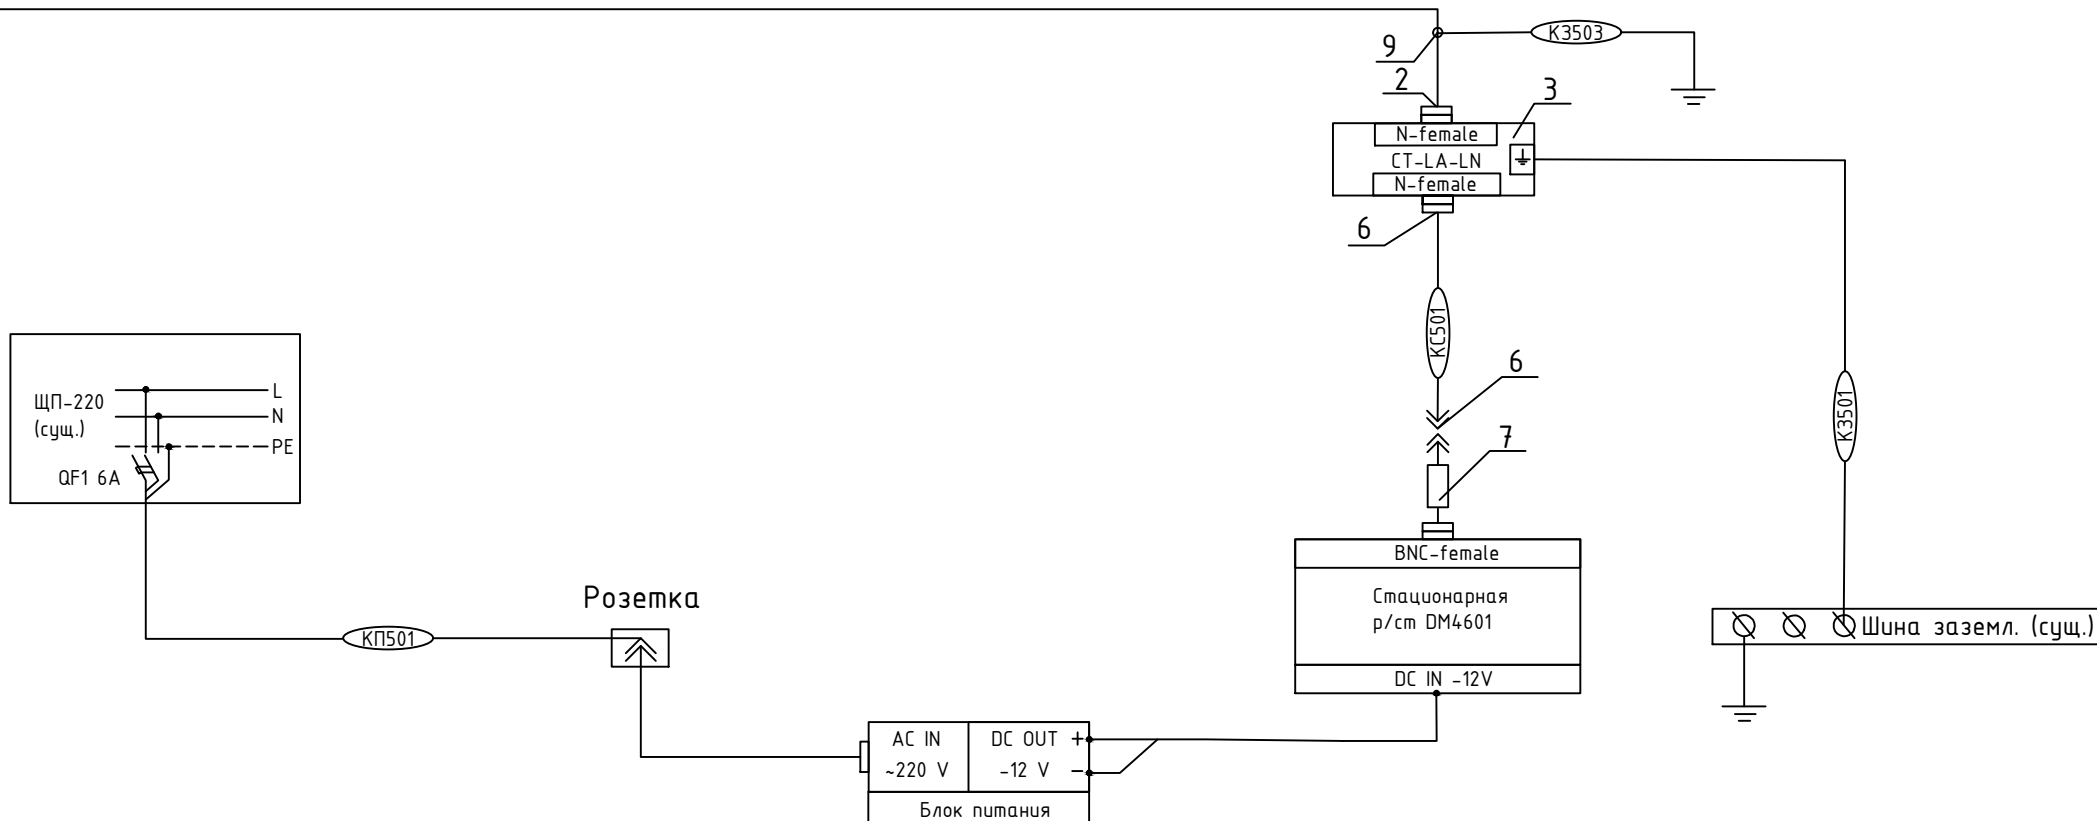 КЗ503
9
2
3
N-female
CT-LA-LN
N-female
6
КС501
6
7
КЗ501
ЩП-220
(сущ.)
L
N
PE
QF1 6A
BNC-female
Стационарная
р/ст DM4601
DC IN -12V
Розетка
КП501
Шина заземл. (сущ.)
AC IN
~220 V
DC OUT +
-12 V -
Блок питания